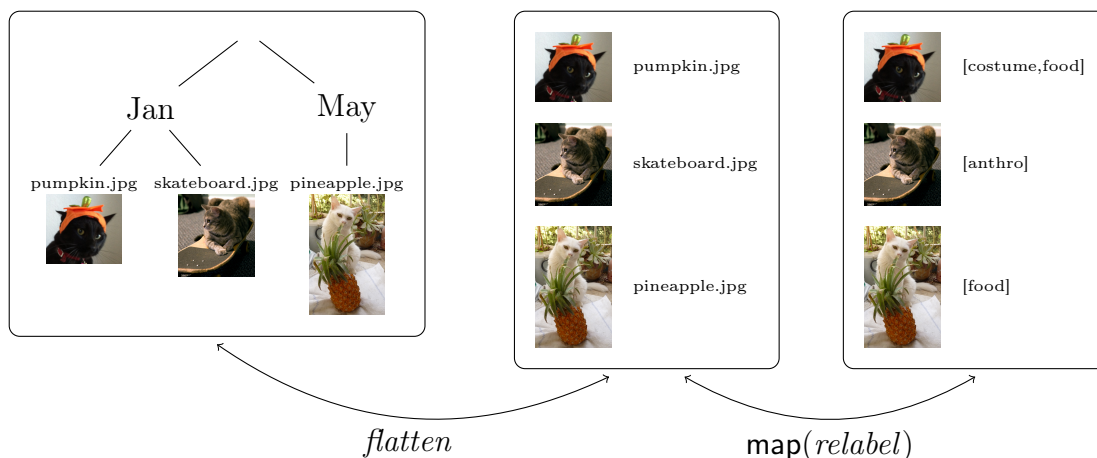 Jan
May
pumpkin.jpg
skateboard.jpg
pineapple.jpg
pumpkin.jpg
skateboard.jpg
pineapple.jpg
[costume,food]
[anthro]
[food]
flatten
map(relabel)